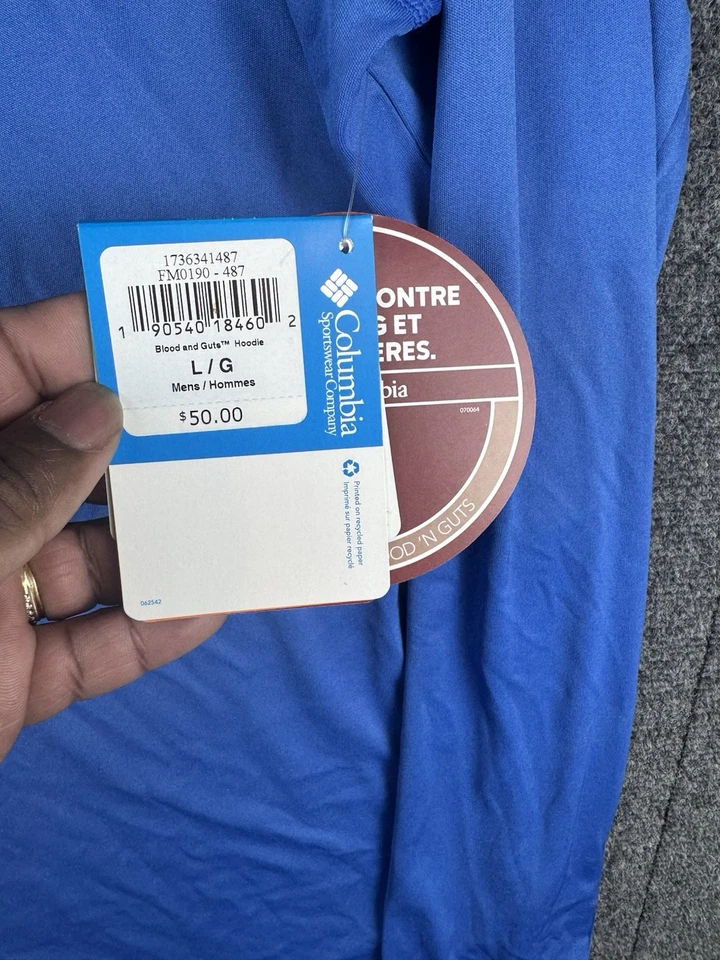 1736341487
FM0190 - 487
1 90540 18460 2
Blood and Guts™ Hoodie
L / G
Mens / Hommes
$50.00
Columbia
Sportswear Company
Printed on recycled paper
Imprimé sur papier recyclé
062542
ONTRE
G ET
ÈRES.
bia
070064
OD 'N GUTS